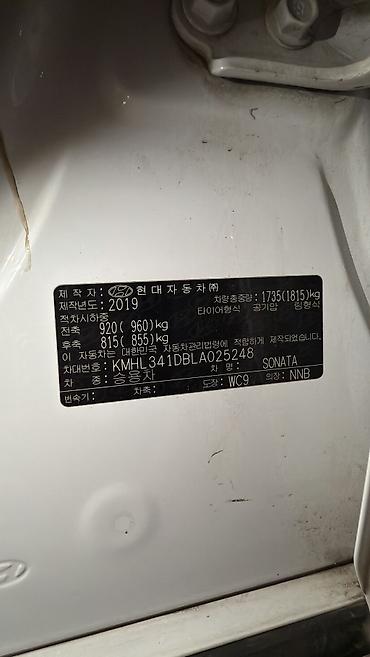 제 작 자: 현대자동차㈜
제작년도: 2019 차량총중량: 1735(1815)kg
적차시하중 타이어형식 공기압 림형식
전축 920( 960)kg
후축 815( 855)kg
이 자동차는 대한민국 자동차관리법령에 적합하게 제작되었습니다.
차대번호: KMHL341DBLA025248
차 종: 승용차 차 명: SONATA
변속기: 차축: 도장: WC9 의장: NNB